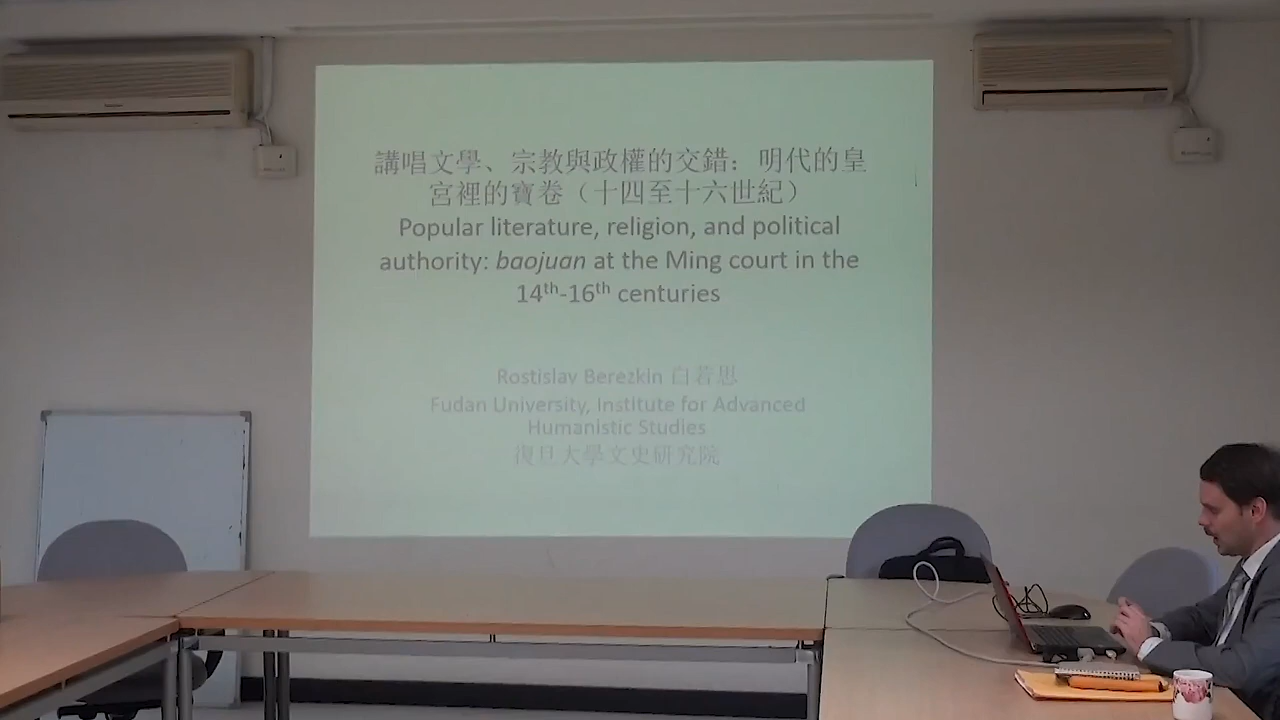 講唱文學、宗教與政權的交錯：明代的皇
宮裡的寶卷（十四至十六世紀）
Popular literature, religion, and political
authority: baojuan at the Ming court in the
14th-16th centuries
Rostislav Berezkin 白若思
Fudan University, Institute for Advanced
Humanistic Studies
復旦大學文史研究院